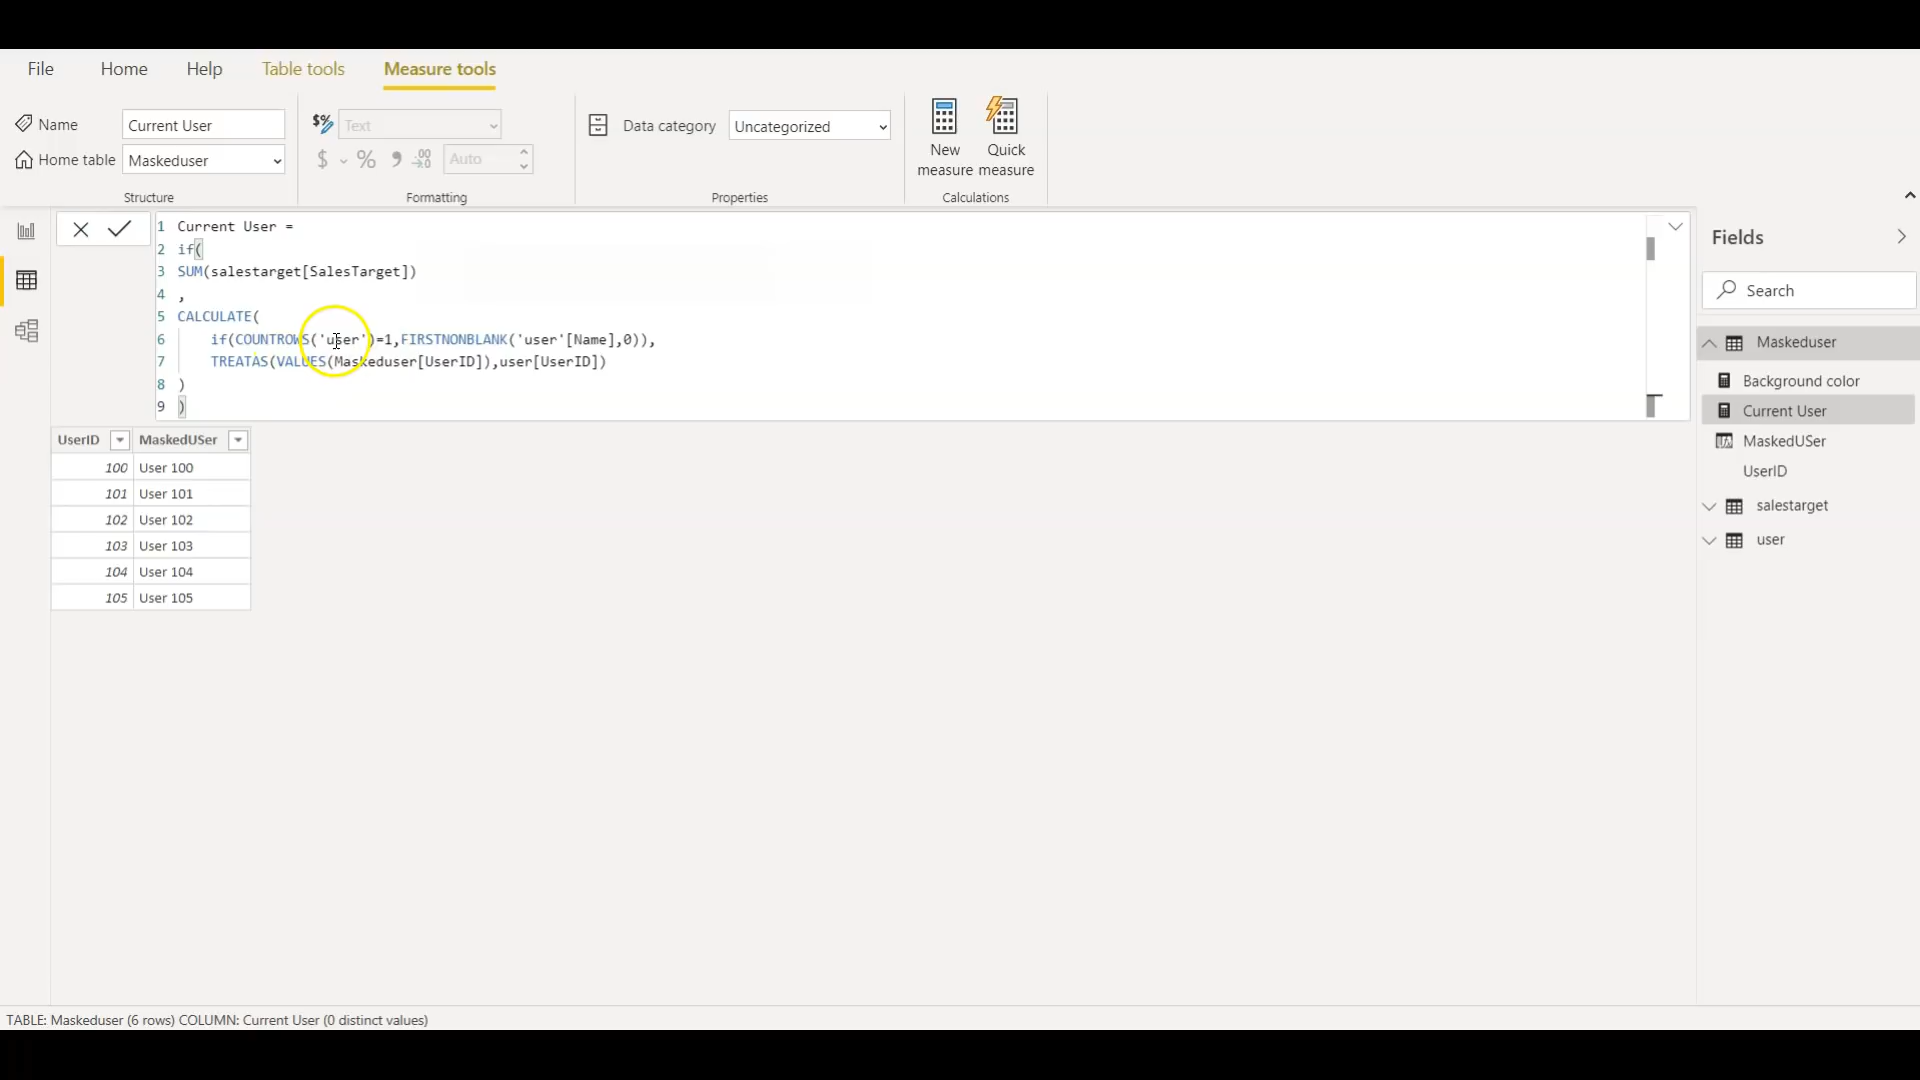 File Home Help Table tools Measure tools
Name Current User
Home table Maskeduser
Structure
Text
$ % Auto
Formatting
Data category Uncategorized
Properties
New measure
Quick measure
Calculations
1 Current User =
2 if(
3 SUM(salestarget[SalesTarget])
4 ,
5 CALCULATE(
6 if(COUNTROWS('user')=1,FIRSTNONBLANK('user'[Name],0)),
7 TREATAS(VALUES(Maskeduser[UserID]),user[UserID])
8 )
9 )
UserID MaskedUSer
100 User 100
101 User 101
102 User 102
103 User 103
104 User 104
105 User 105
Fields
Search
Maskeduser
Background color
Current User
MaskedUSer
UserID
salestarget
user
TABLE: Maskeduser (6 rows) COLUMN: Current User (0 distinct values)